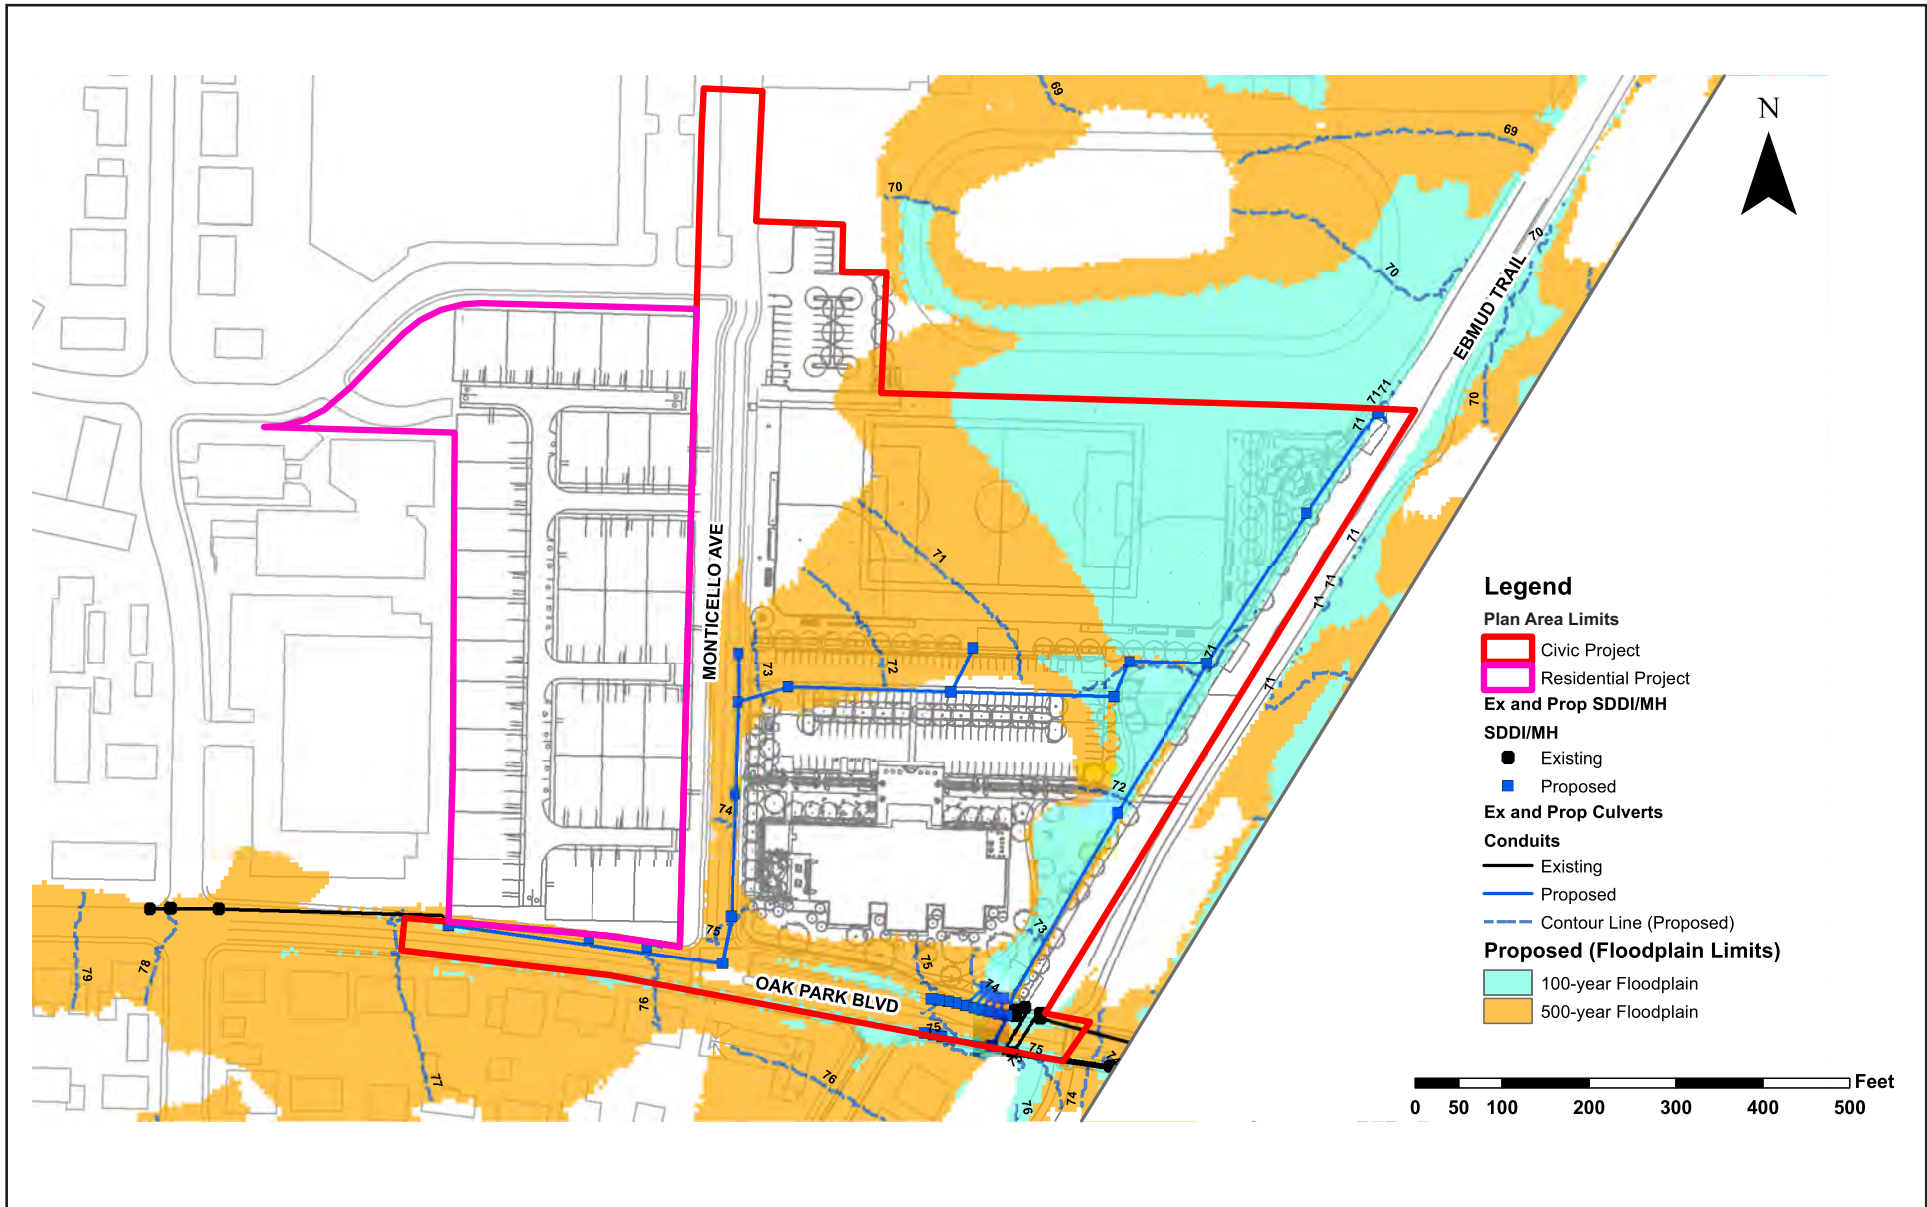 69
69
N
70
70
70
EBMUD TRAIL
70
71
71
71
71
71
71
71
71
71
72
73
72
73
74
75
75
74
75
75
75
76
76
76
74
77
78
79
MONTICELLO AVE
OAK PARK BLVD
Legend
Plan Area Limits
Civic Project
Residential Project
Ex and Prop SDDI/MH
SDDI/MH
Existing
Proposed
Ex and Prop Culverts
Conduits
Existing
Proposed
Contour Line (Proposed)
Proposed (Floodplain Limits)
100-year Floodplain
500-year Floodplain
Feet
0 50 100 200 300 400 500